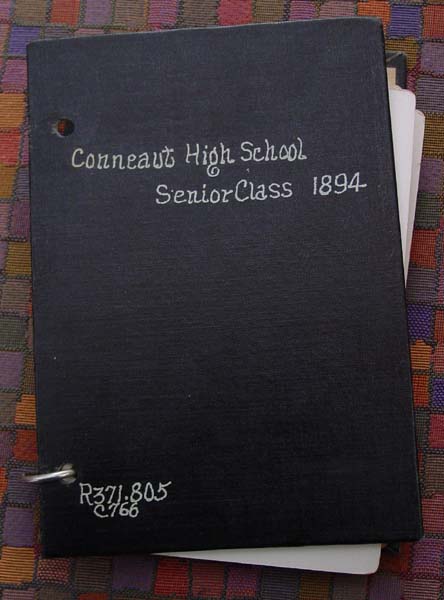 Conneaut High School
Senior Class 1894
R371.805
C766